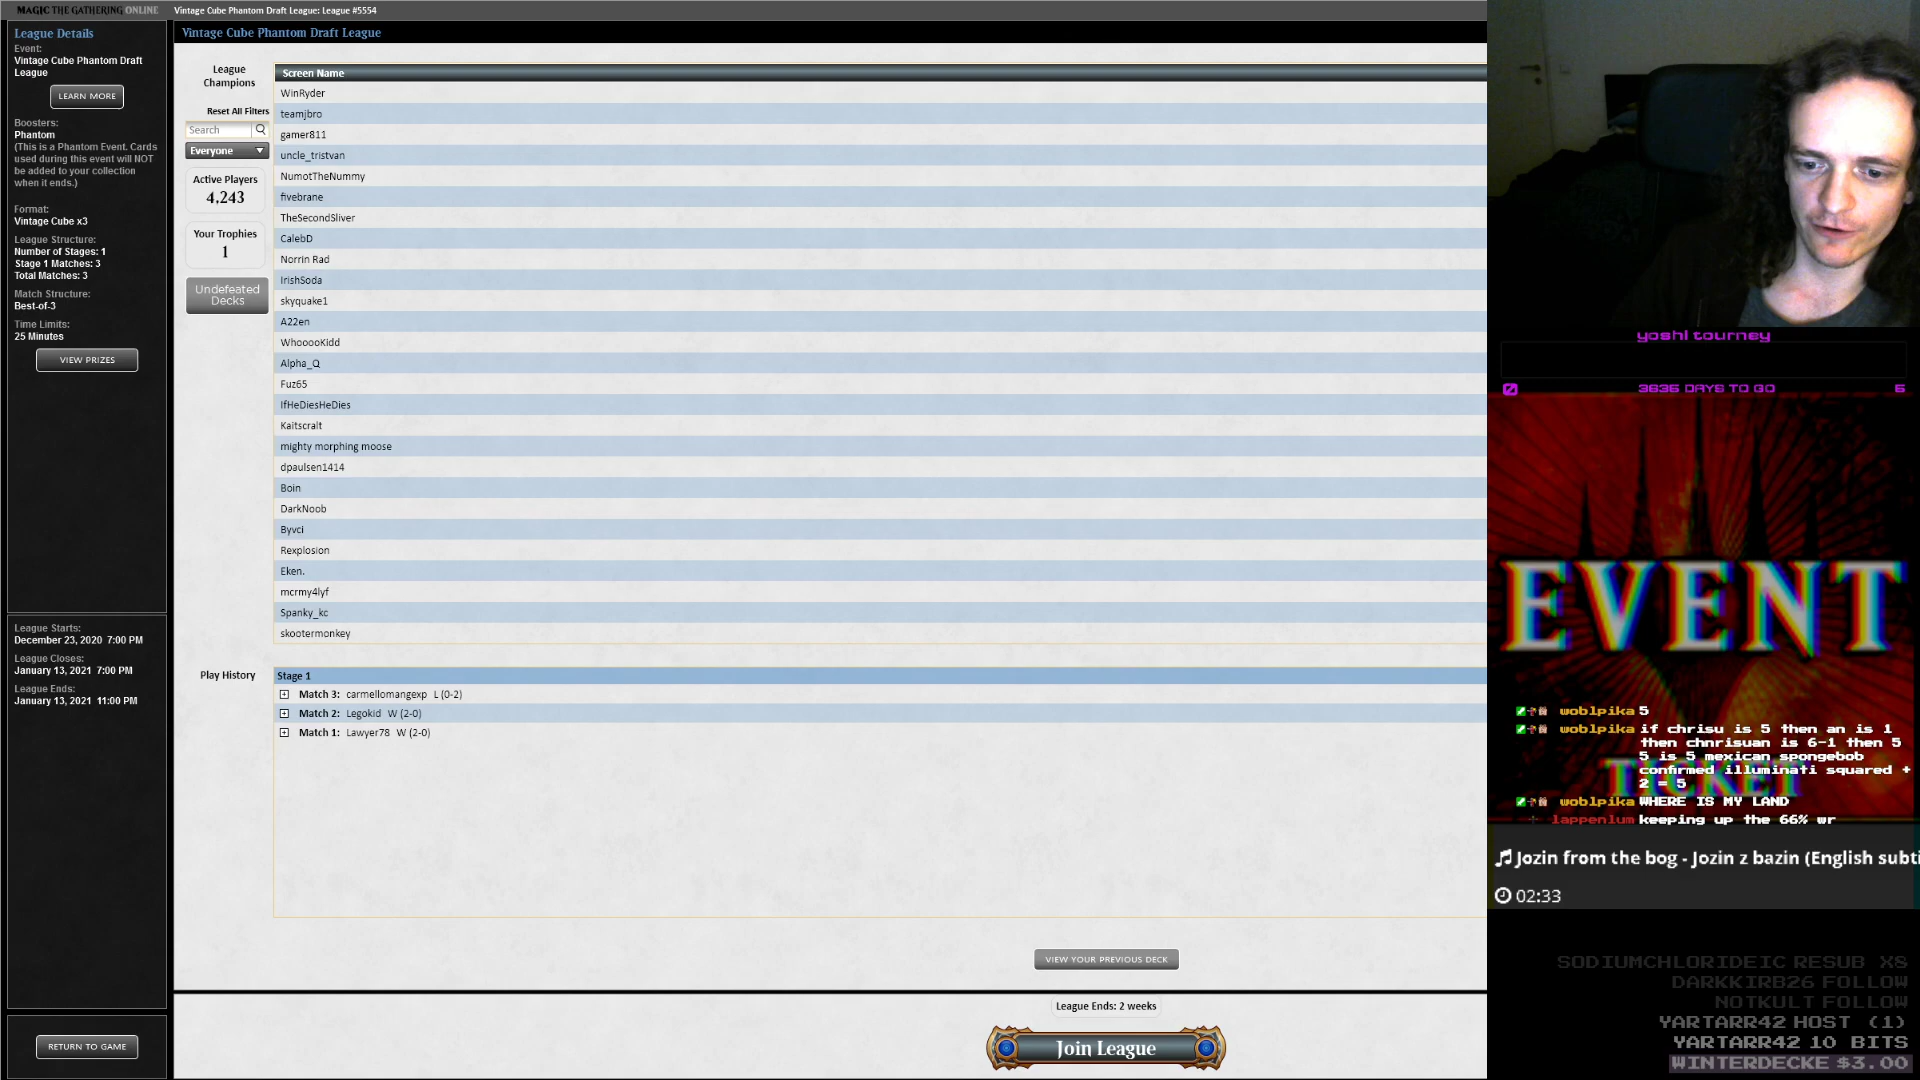 MAGIC THE GATHERING ONLINE
Vintage Cube Phantom Draft League: League #5554
League Details
Event:
Vintage Cube Phantom Draft
League
LEARN MORE
Boosters:
Phantom
(This is a Phantom Event. Cards
used during this event will NOT
be added to your collection
when it ends.)
Format:
Vintage Cube x3
League Structure:
Number of Stages: 1
Stage 1 Matches: 3
Total Matches: 3
Match Structure:
Best-of-3
Time Limits:
25 Minutes
VIEW PRIZES
League Starts:
December 23, 2020 7:00 PM
League Closes:
January 13, 2021 7:00 PM
League Ends:
January 13, 2021 11:00 PM
RETURN TO GAME
Vintage Cube Phantom Draft League
League
Champions
Reset All Filters
Search
Everyone
Active Players
4,243
Your Trophies
1
Undefeated
Decks
Screen Name
WinRyder
teamjbro
gamer811
uncle_tristvan
NumotTheNummy
fivebrane
TheSecondSliver
CalebD
Norrin Rad
IrishSoda
skyquake1
A22en
WhooooKidd
Alpha_Q
Fuz65
IfHeDiesHeDies
Kaitscralt
mighty morphing moose
dpaulsen1414
Boin
DarkNoob
Byvci
Rexplosion
Eken.
mcrmy4lyf
Spanky_kc
skootermonkey
Play History
Stage 1
Match 3: carmellomangexp L (0-2)
Match 2: Legokid W (2-0)
Match 1: Lawyer78 W (2-0)
VIEW YOUR PREVIOUS DECK
League Ends: 2 weeks
Join League
yoshi tourney
0 3635 DAYS TO GO 5
EVENT
TICKET
woblpika 5
woblpika if chrisu is 5 then an is 1
then chnrisuan is 6-1 then 5
5 is 5 mexican spongebob
confirmed illuminati squared +
2 = 5
woblpika WHERE IS MY LAND
lappenlum keeping up the 66% wr
Jozin from the bog - Jozin z bazin (English subti
02:33
SODIUMCHLORIDEIC RESUB X8
DARKKIRB26 FOLLOW
NOTKULT FOLLOW
YARTARR42 HOST (1)
YARTARR42 10 BITS
WINTERDECKE $3.00